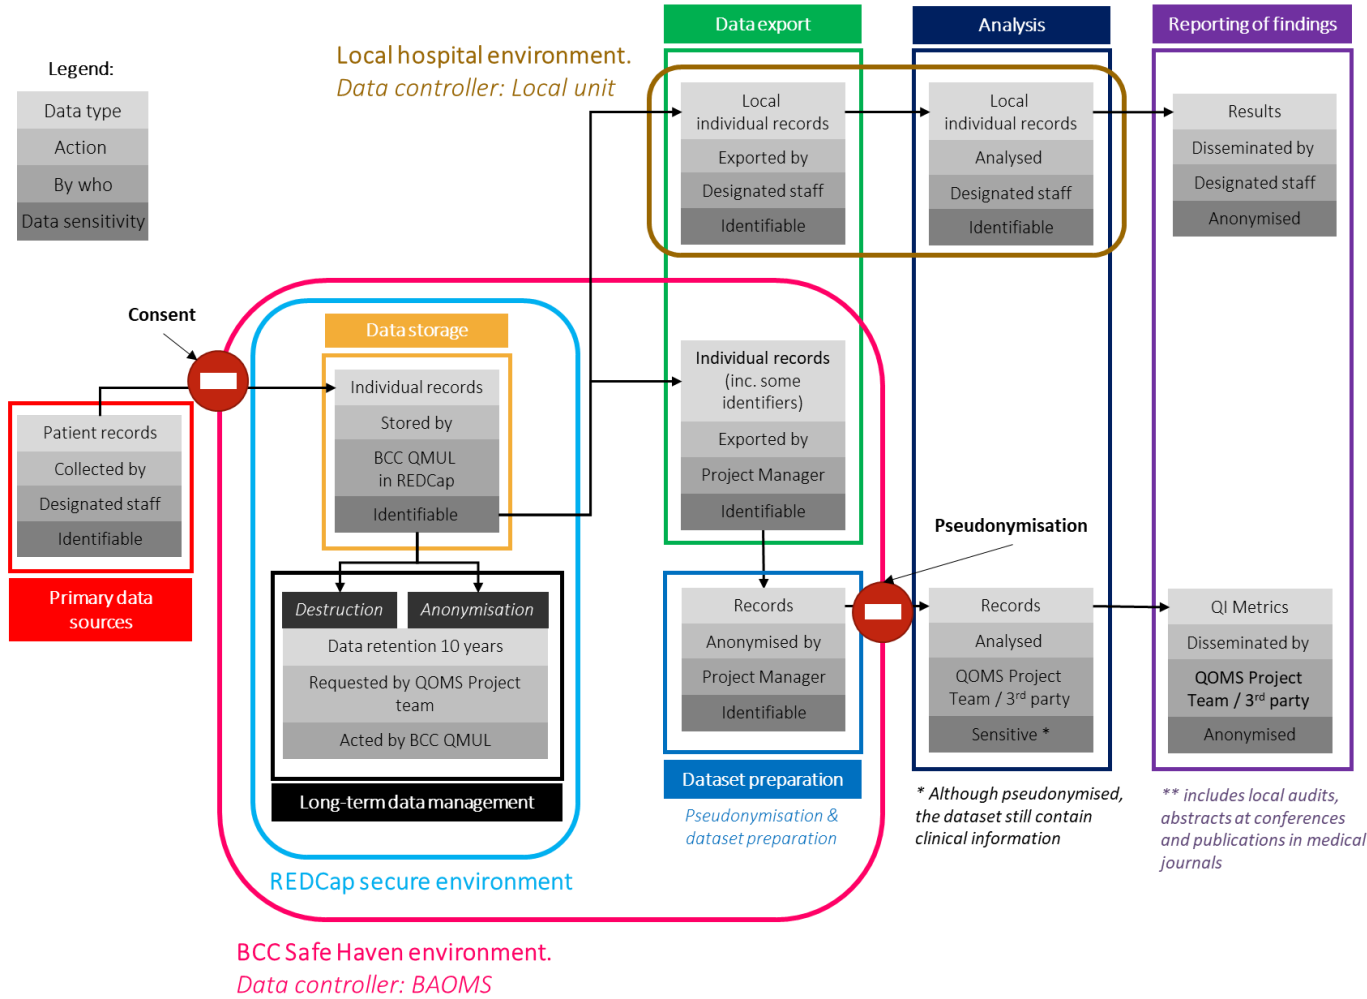 Data export
Analysis
Reporting of findings
Local hospital environment.
Data controller: Local unit
Legend:
Data type
Action
By who
Data sensitivity
Local
individual records
Exported by
Designated staff
Identifiable
Local
individual records
Analysed
Designated staff
Identifiable
Results
Disseminated by
Designated staff
Anonymised
Consent
Data storage
Individual records
Stored by
BCC QMUL
in REDCap
Identifiable
Individual records
(inc. some
identifiers)
Exported by
Project Manager
Identifiable
Patient records
Collected by
Designated staff
Identifiable
Primary data
sources
Pseudonymisation
Destruction
Anonymisation
Data retention 10 years
Requested by QOMS Project
team
Acted by BCC QMUL
Long-term data management
Records
Anonymised by
Project Manager
Identifiable
Dataset preparation
Pseudonymisation &
dataset preparation
Records
Analysed
QOMS Project
Team / 3rd party
Sensitive *
* Although pseudonymised,
the dataset still contain
clinical information
QI Metrics
Disseminated by
QOMS Project
Team / 3rd party
Anonymised
** includes local audits,
abstracts at conferences
and publications in medical
journals
REDCap secure environment
BCC Safe Haven environment.
Data controller: BAOMS